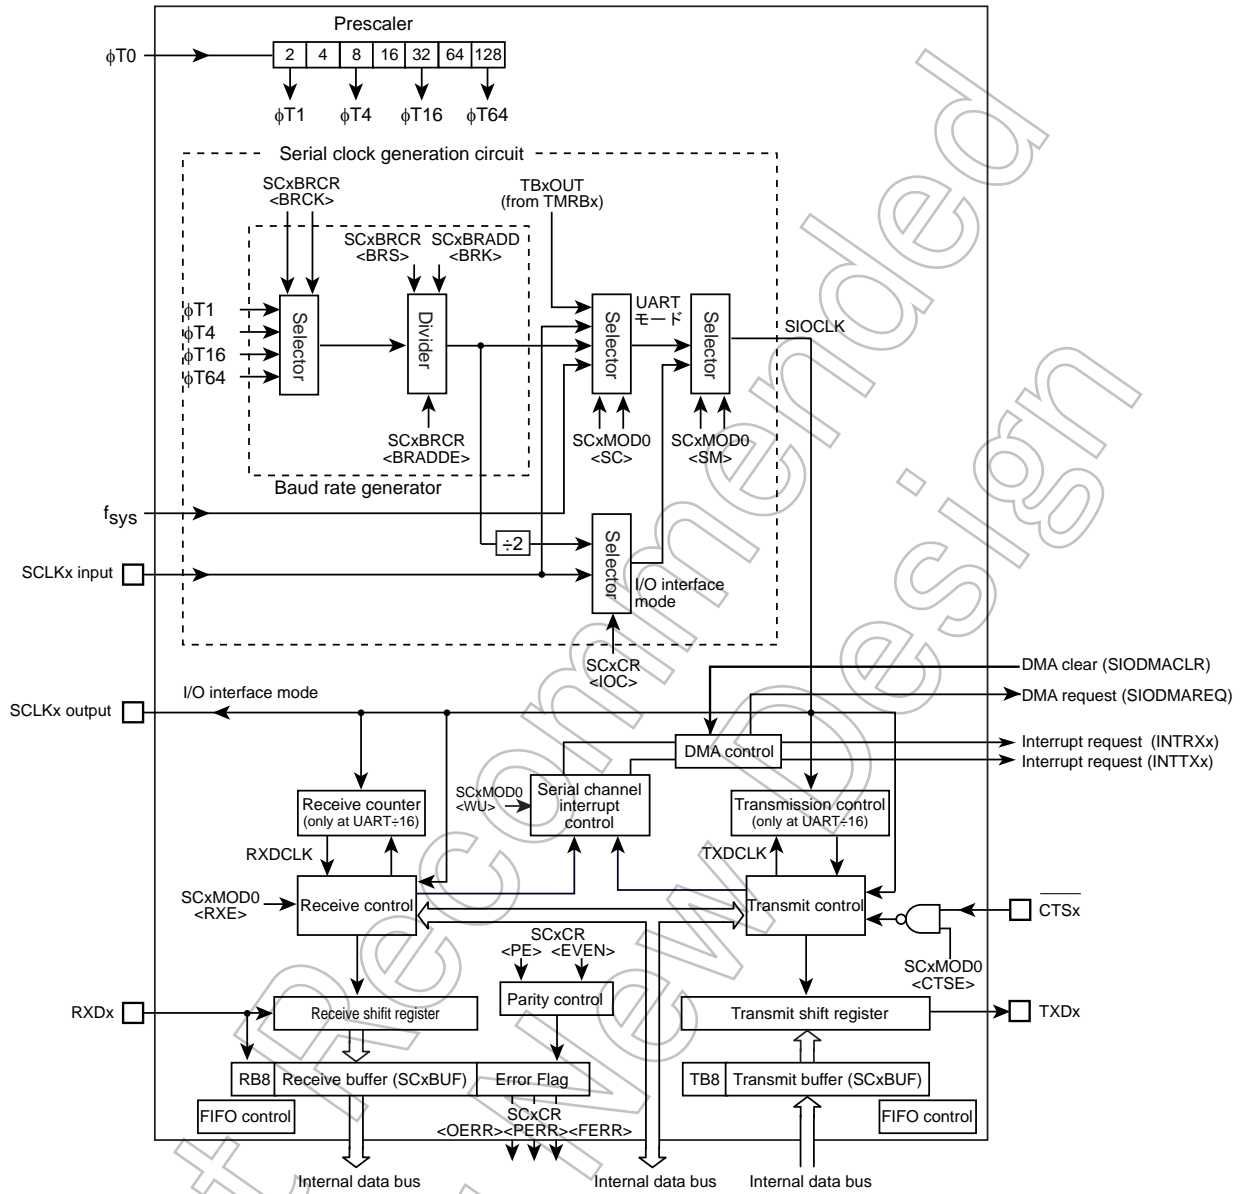 Prescaler
ϕT0
2 4 8 16 32 64 128
ϕT1 ϕT4 ϕT16 ϕT64
Serial clock generation circuit
SCxBRCR
<BRCK>
TBxOUT
(from TMRBx)
SCxBRCR
<BRS>
SCxBRADD
<BRK>
ϕT1
ϕT4
ϕT16
ϕT64
Selector
Divider
Selector
UART
モード
Selector
SIOCLK
SCxBRCR
<BRADDE>
SCxMOD0
<SC>
SCxMOD0
<SM>
Baud rate generator
fsys
÷2
Selector
SCLKx input
I/O interface
mode
SCxCR
<IOC>
DMA clear (SIODMACLR)
I/O interface mode
DMA request (SIODMAREQ)
SCLKx output
Interrupt request (INTRXx)
DMA control
Interrupt request (INTTXx)
SCxMOD0
<WU>
Serial channel
interrupt
control
Receive counter
(only at UART÷16)
Transmission control
(only at UART÷16)
RXDCLK
TXDCLK
SCxMOD0
<RXE>
Receive control
Transmit control
CTSx
SCxCR
<PE> <EVEN>
SCxMOD0
<CTSE>
Parity control
RXDx
Receive shifit register
Transmit shift register
TXDx
RB8
Receive buffer (SCxBUF)
Error Flag
TB8
Transmit buffer (SCxBUF)
FIFO control
SCxCR
<OERR><PERR><FERR>
FIFO control
Internal data bus
Internal data bus
Internal data bus
Recommended
New Design